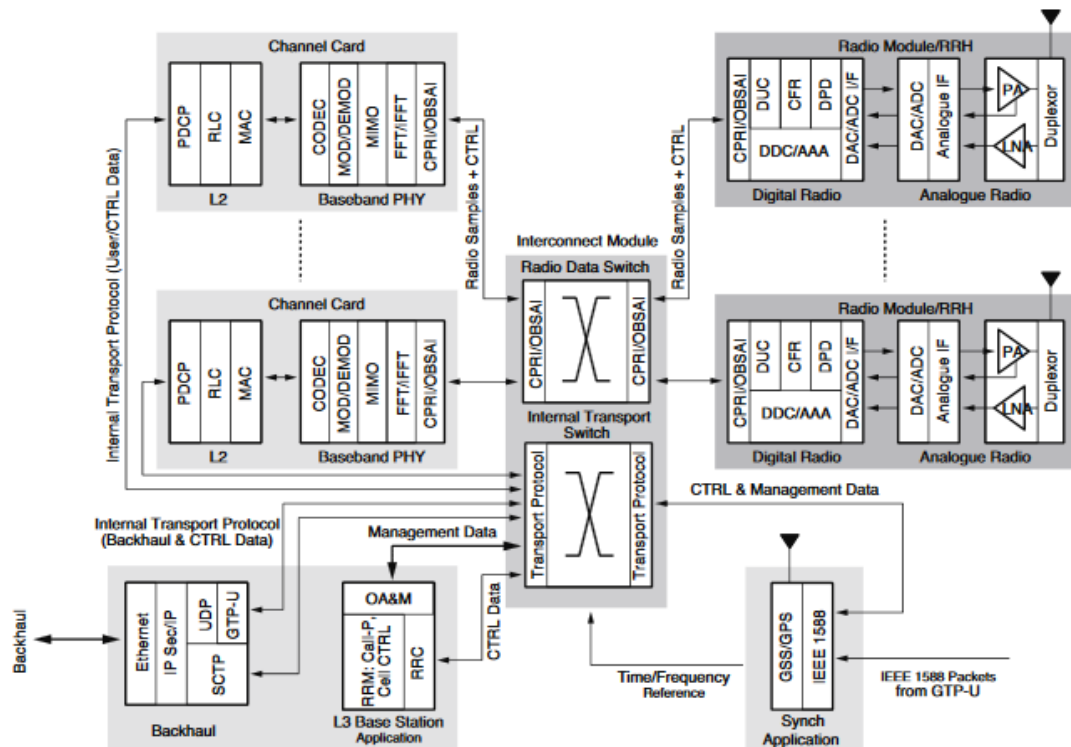 Channel Card
PDCP
RLC
MAC
L2
CODEC
MOD/DEMOD
MIMO
FFT/IFFT
CPRI/OBSAI
Baseband PHY
Internal Transport Protocol (User/CTRL Data)
Radio Samples + CTRL
Radio Module/RRH
CPRI/OBSAI
DUC
CFR
DPD
DDC/AAA
DAC/ADC I/F
Digital Radio
DAC/ADC
Analogue IF
PA
LNA
Duplexor
Analogue Radio
Radio Samples + CTRL
Interconnect Module
Radio Data Switch
CPRI/OBSAI
CPRI/OBSAI
Internal Transport
Switch
Transport Protocol
Transport Protocol
Channel Card
PDCP
RLC
MAC
L2
CODEC
MOD/DEMOD
MIMO
FFT/IFFT
CPRI/OBSAI
Baseband PHY
Radio Module/RRH
CPRI/OBSAI
DUC
CFR
DPD
DDC/AAA
DAC/ADC I/F
Digital Radio
DAC/ADC
Analogue IF
PA
LNA
Duplexor
Analogue Radio
Internal Transport Protocol
(Backhaul & CTRL Data)
Management Data
CTRL & Management Data
Backhaul
Ethernet
IP Sec/IP
UDP
GTP-U
SCTP
Backhaul
OA&M
RRM: Call-P,
Cell CTRL
RRC
L3 Base Station
Application
CTRL Data
Time/Frequency
Reference
GSS/GPS
IEEE 1588
Synch
Application
IEEE 1588 Packets
from GTP-U